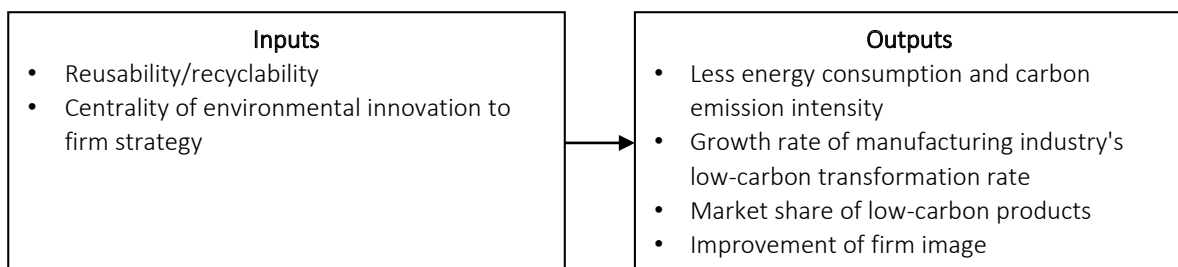 Inputs
• Reusability/recyclability
• Centrality of environmental innovation to
firm strategy
Outputs
• Less energy consumption and carbon
emission intensity
• Growth rate of manufacturing industry's
low-carbon transformation rate
• Market share of low-carbon products
• Improvement of firm image